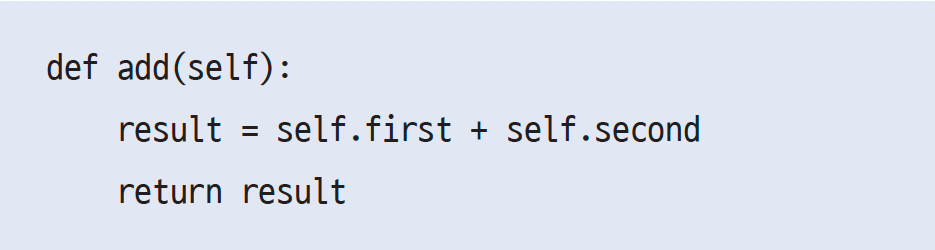 def add(self):
    result = self.first + self.second
    return result